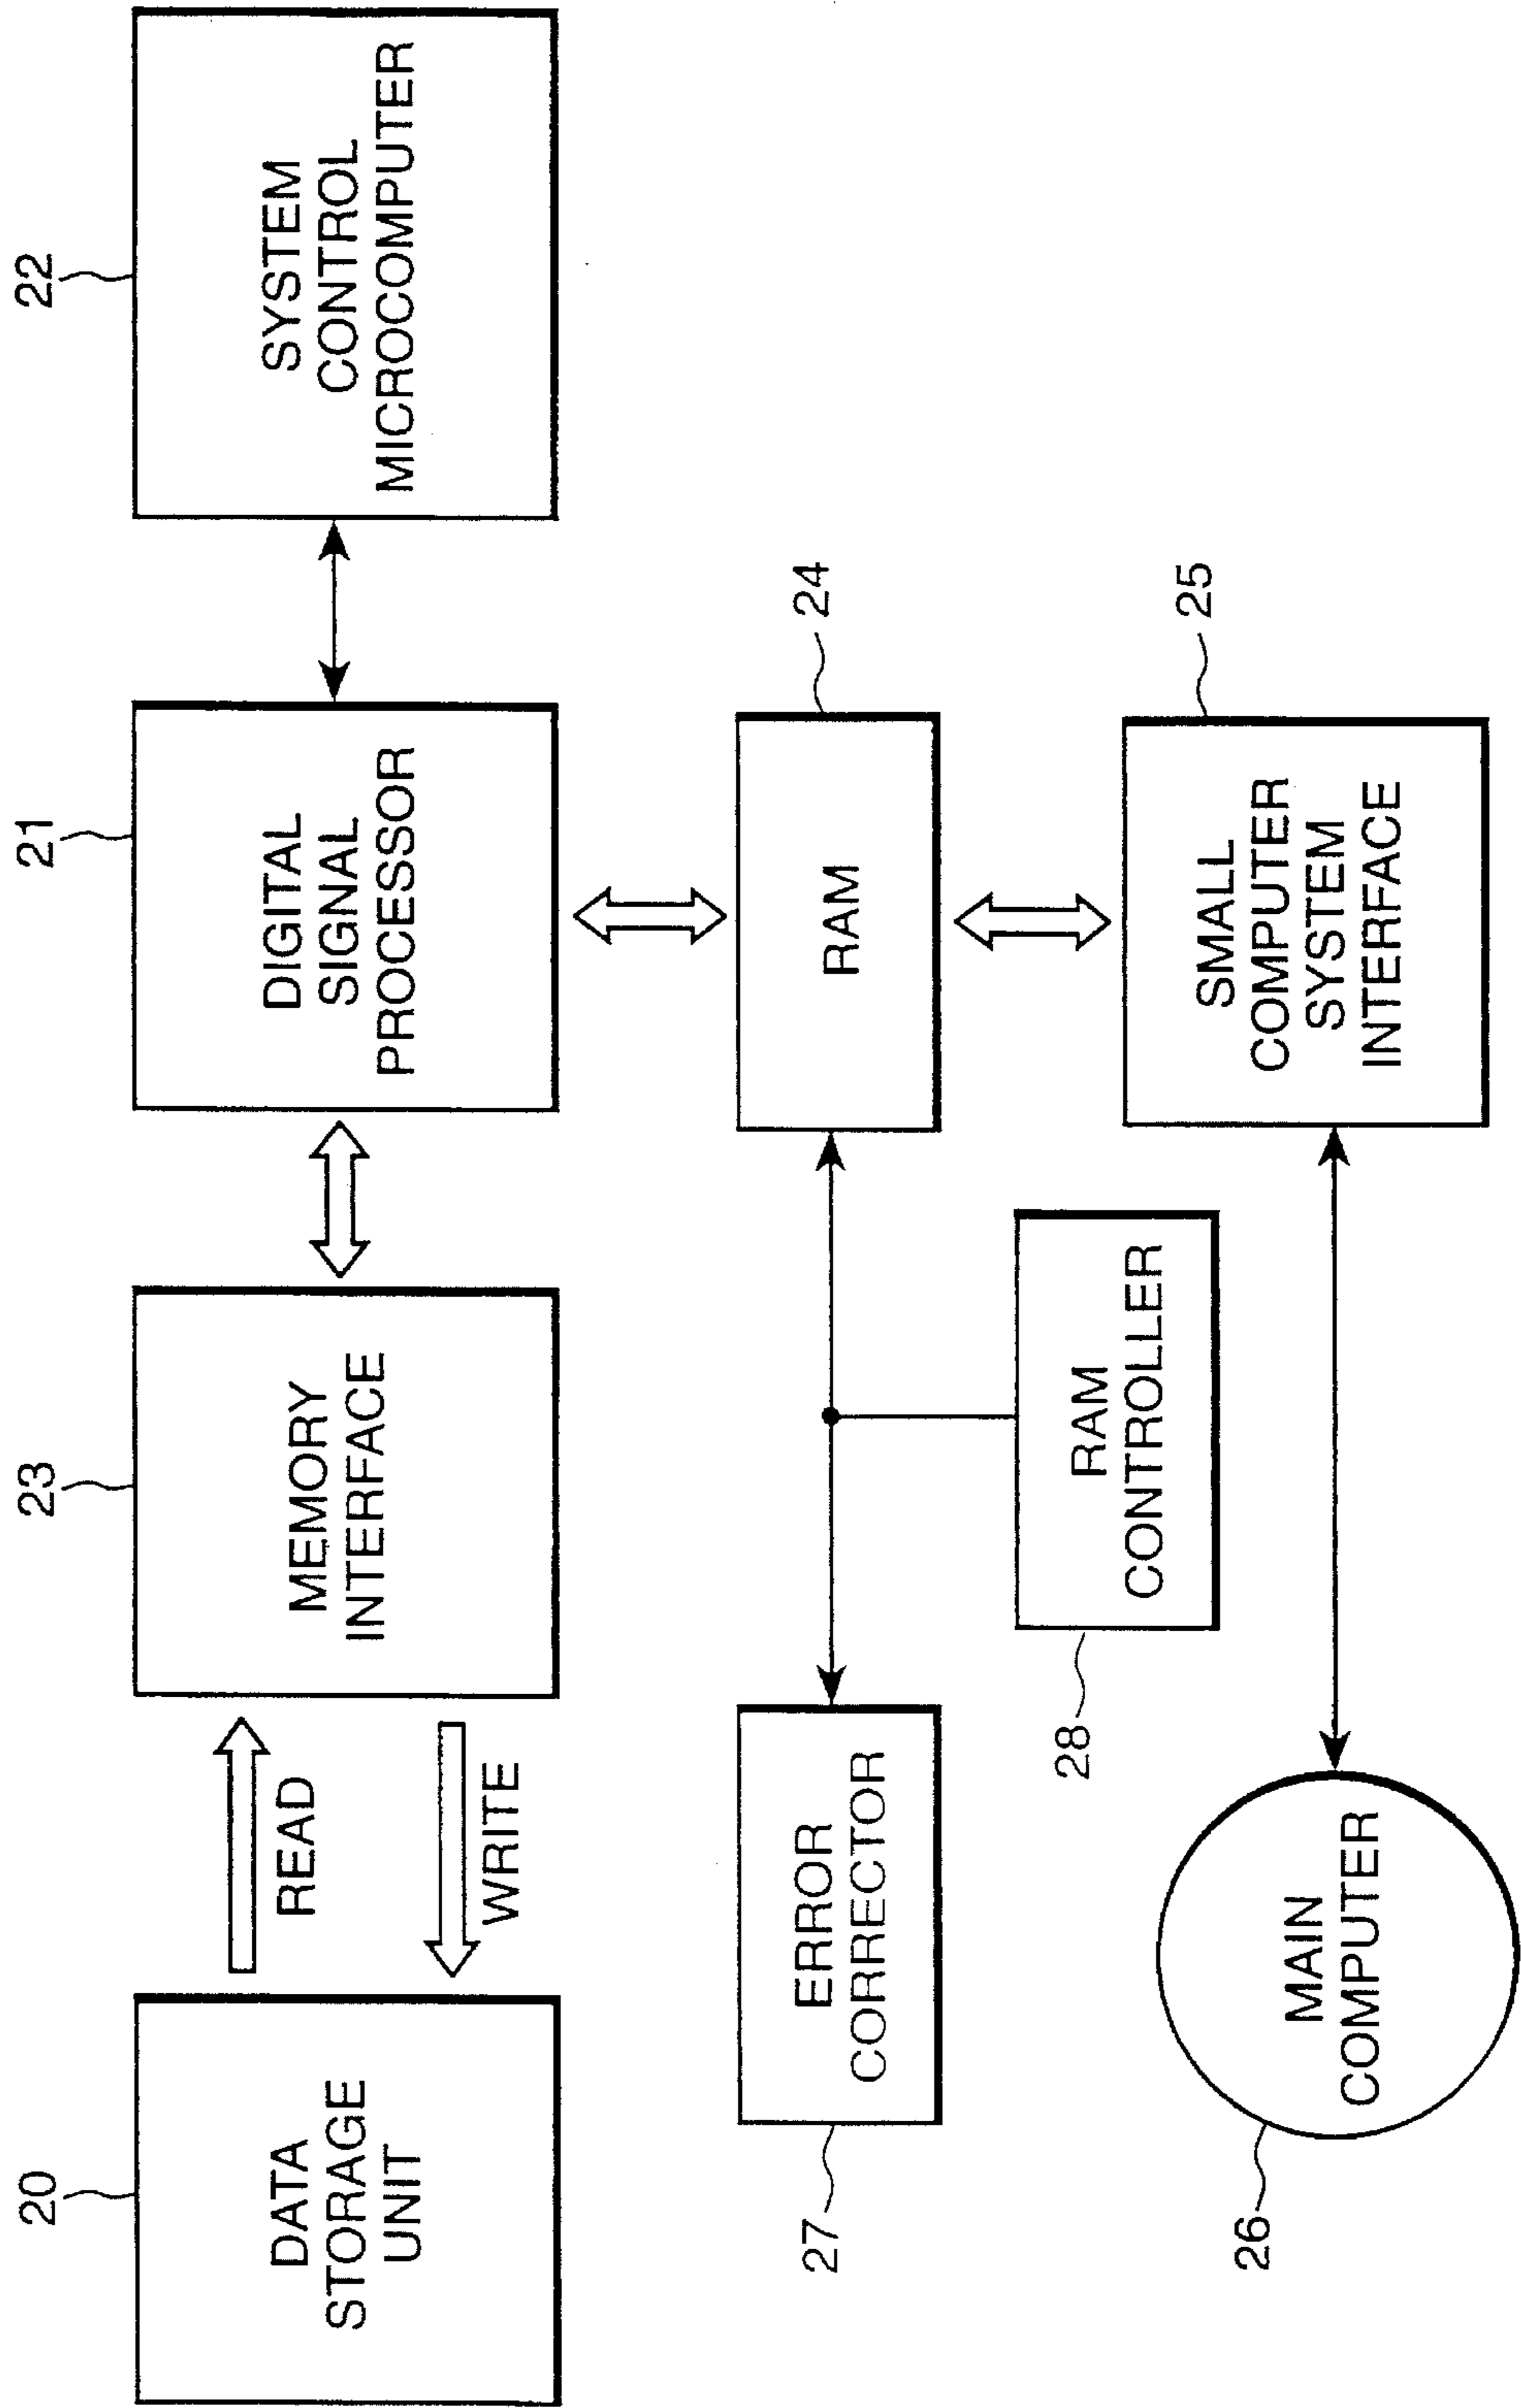 20
DATA
STORAGE
UNIT
READ
WRITE
23
MEMORY
INTERFACE
21
DIGITAL
SIGNAL
PROCESSOR
22
SYSTEM
CONTROL
MICROCOMPUTER
27
ERROR
CORRECTOR
RAM
24
28
RAM
CONTROLLER
26
MAIN
COMPUTER
25
SMALL
COMPUTER
SYSTEM
INTERFACE